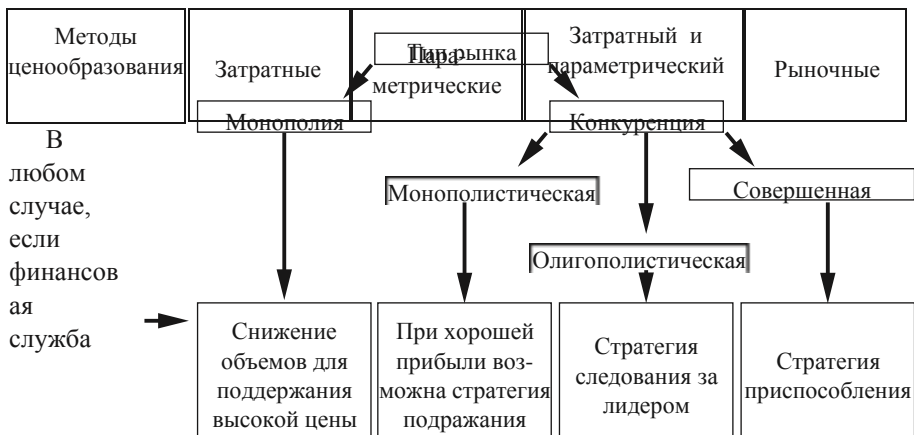 Методы
ценообразования
Затратные
Тип рынка
Пара-
метрические
Затратный и
параметрический
Рыночные
Монополия
Конкуренция
В
любом
случае,
если
финансов
ая
служба
Монополистическая
Совершенная
Олигополистическая
Снижение
объемов для
поддержания
высокой цены
При хорошей
прибыли воз-
можна стратегия
подражания
Стратегия
следования за
лидером
Стратегия
приспособления